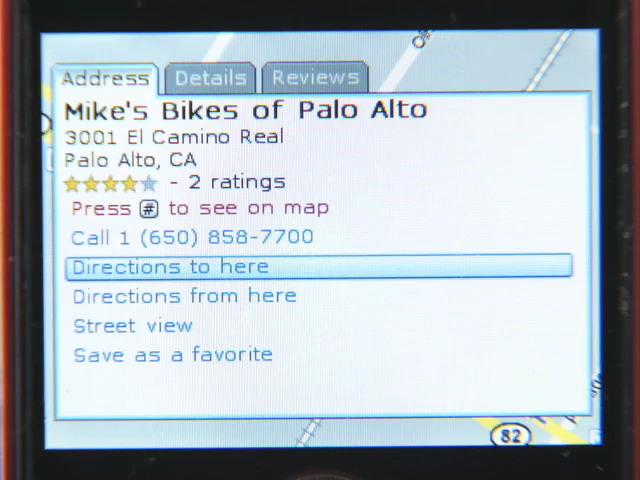 Address Details Reviews
Mike's Bikes of Palo Alto
3001 El Camino Real
Palo Alto, CA
- 2 ratings
Press # to see on map
Call 1 (650) 858-7700
Directions to here
Directions from here
Street view
Save as a favorite
82